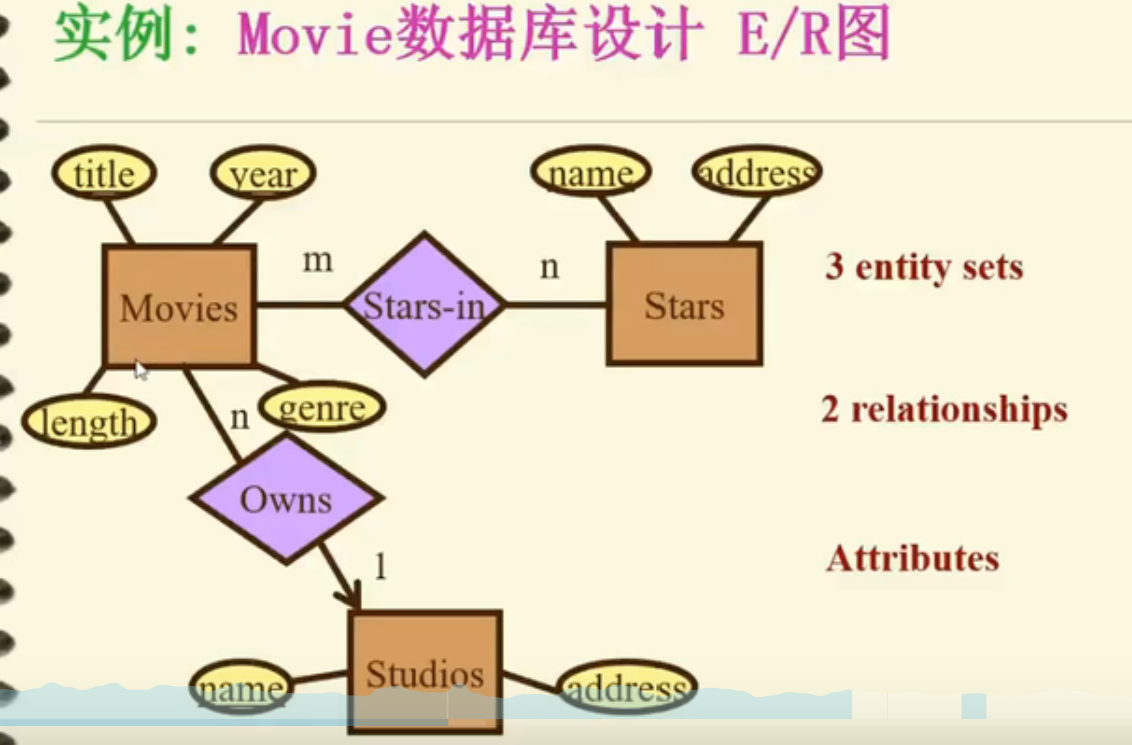 实例: Movie数据库设计 E/R图
title
year
name
address
m
n
3 entity sets
Movies
Stars-in
Stars
length
n
genre
2 relationships
Owns
1
Attributes
Studios
name
address